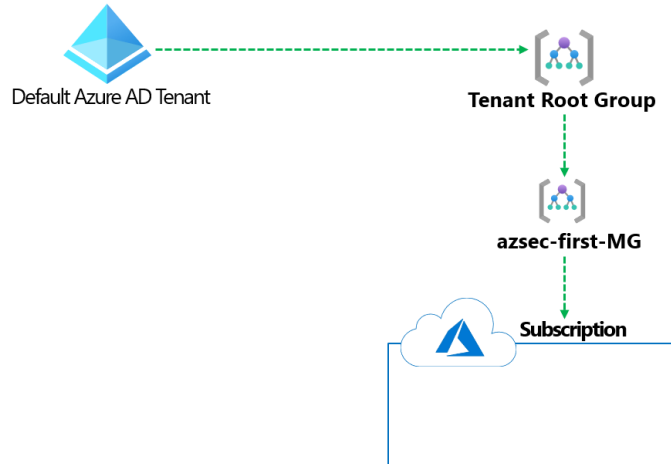 Default Azure AD Tenant
Tenant Root Group
azsec-first-MG
Subscription